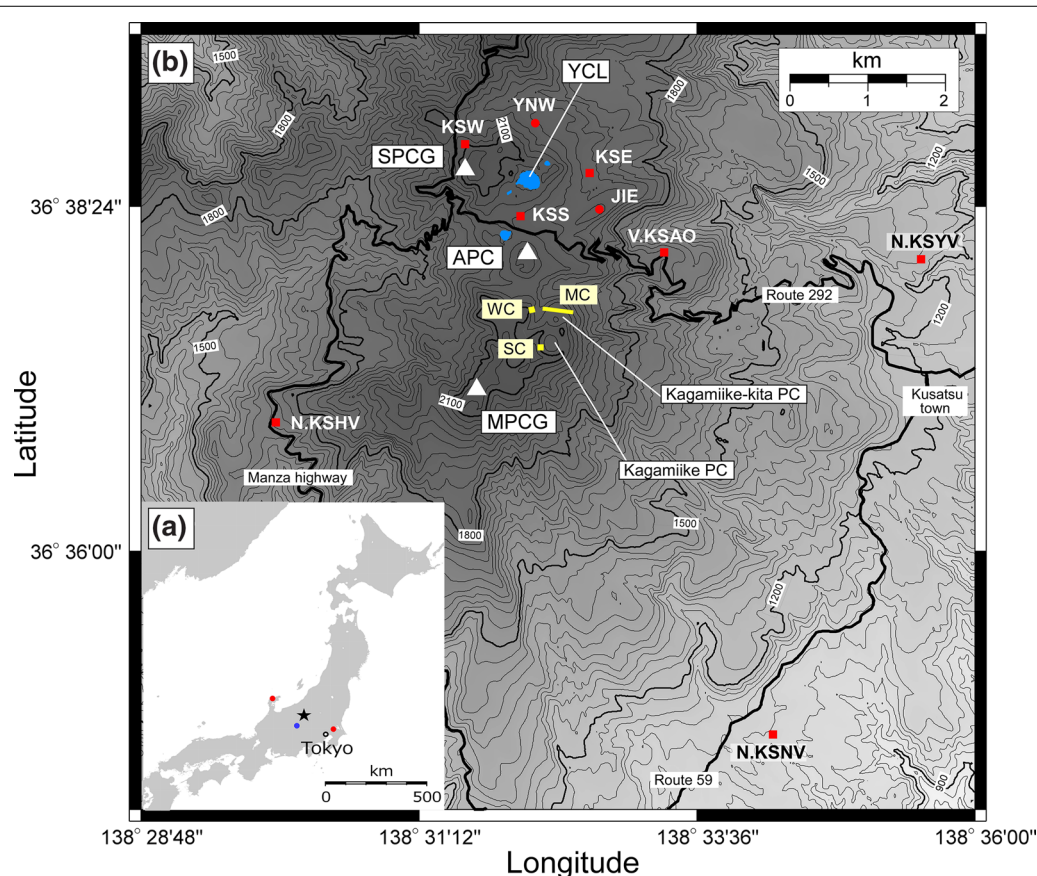 (b)
1500
km
0
1
2
YCL
1800
YNW
2100
KSW
1800
1200
SPCG
KSE
1500
36° 38'24"
1800
JIE
KSS
V.KSAO
N.KSYV
APC
MC
Route 292
WC
1200
SC
1500
Kagamiike-kita PC
Kusatsu
town
2100
MPCG
N.KSHV
Latitude
Kagamiike PC
Manza highway
(a)
1500
1800
36° 36'00"
1200
Tokyo
N.KSNV
km
Route 59
900
0
500
138° 28'48"
138° 31'12"
138° 33'36"
138° 36'00"
Longitude